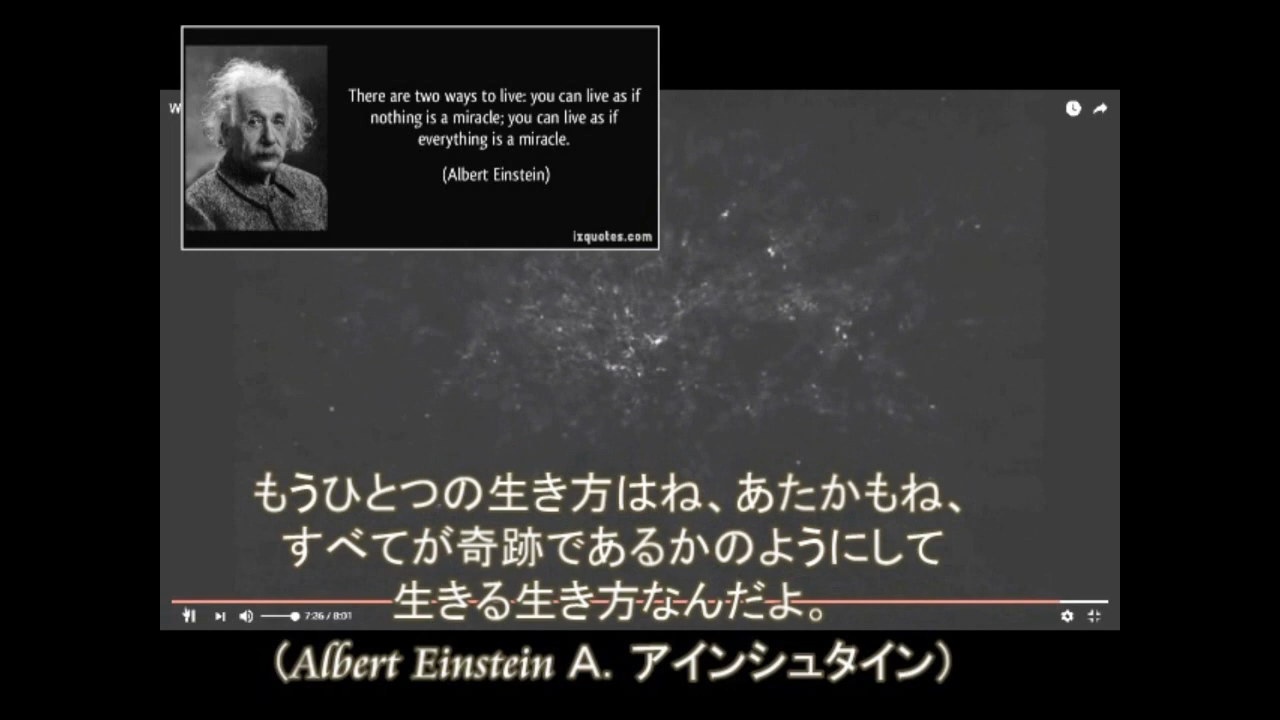 There are two ways to live: you can live as if
nothing is a miracle; you can live as if
everything is a miracle.
(Albert Einstein)
izquotes.com
W
もうひとつの生き方はね、あたかもね、
すべてが奇跡であるかのようにして
生きる生き方なんだよ。
7:26 / 8:01
(Albert Einstein A. アインシュタイン)